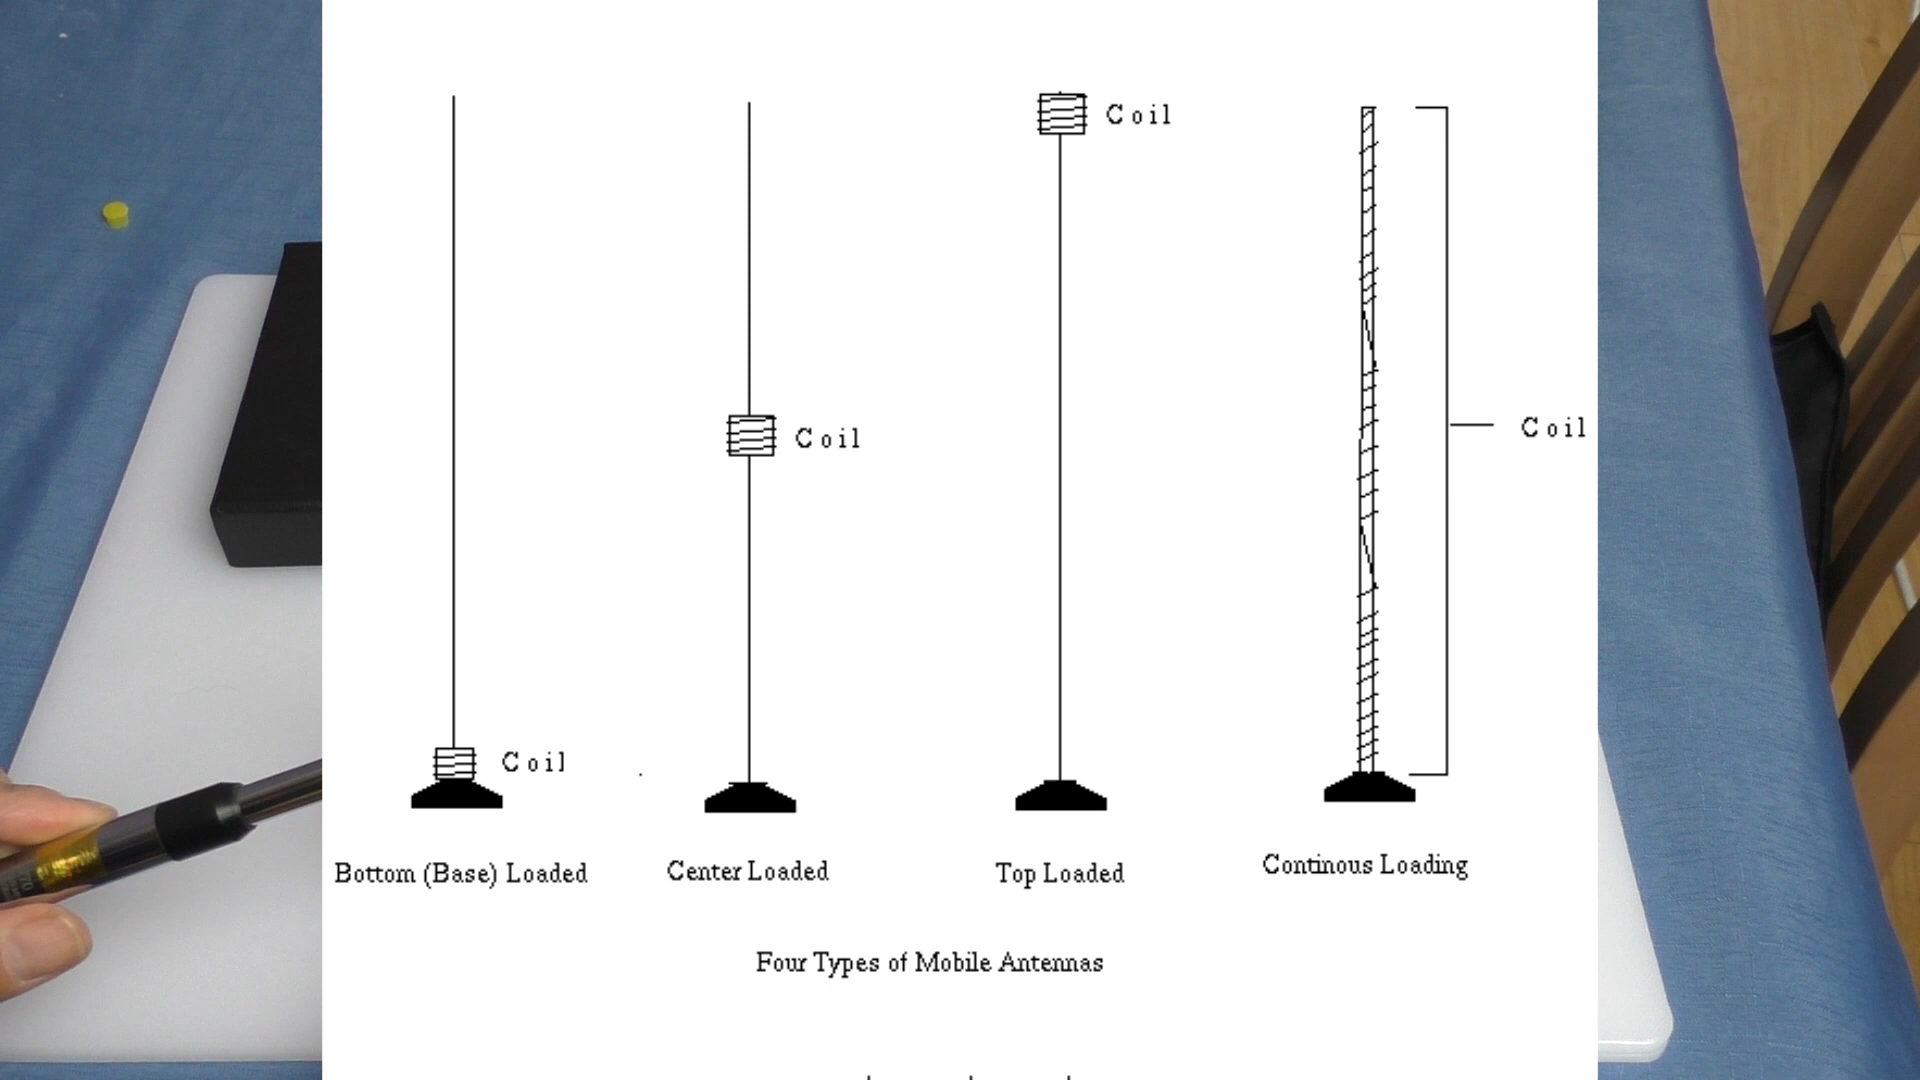 Coil
Coil
Coil
Coil
Bottom (Base) Loaded
Center Loaded
Top Loaded
Continous Loading
Four Types of Mobile Antennas